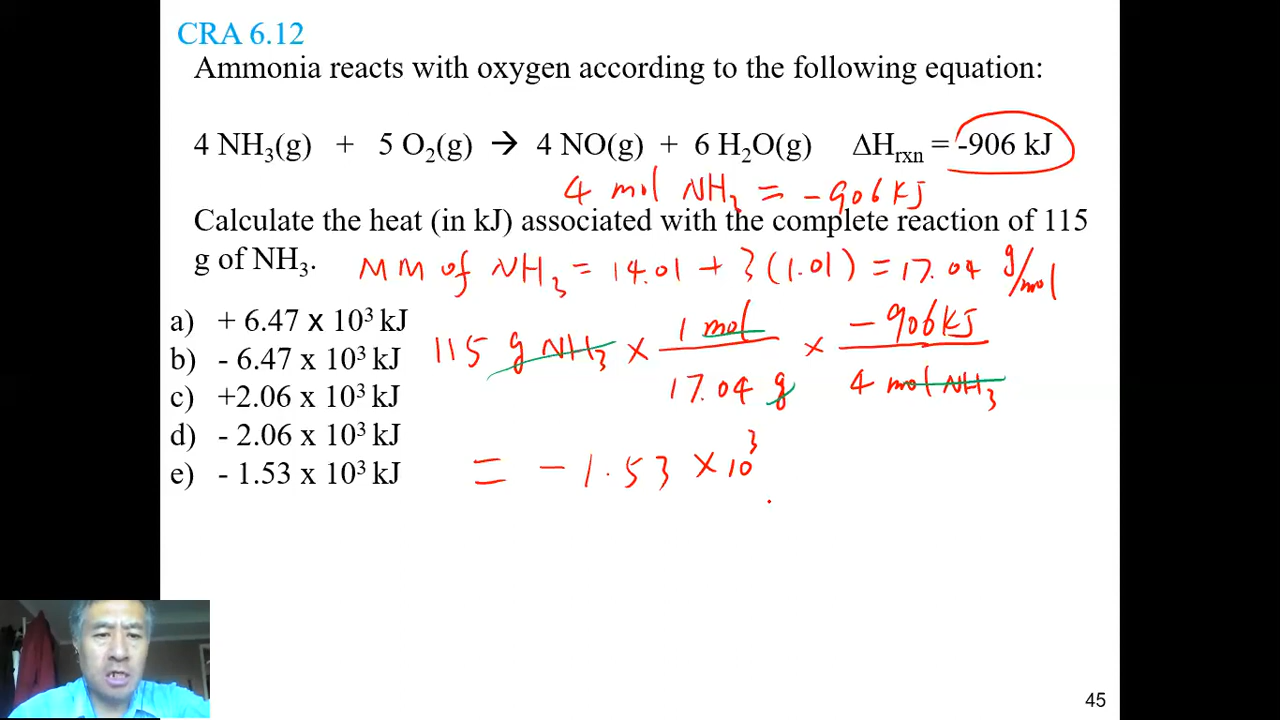 CRA 6.12
Ammonia reacts with oxygen according to the following equation:
4 NH₃(g) + 5 O₂(g) → 4 NO(g) + 6 H₂O(g) ΔHrxn = -906 kJ
4 mol NH₃ = -906 KJ
Calculate the heat (in kJ) associated with the complete reaction of 115
g of NH₃. MM of NH₃ = 14.01 + 3(1.01) = 17.04 g/mol
a) + 6.47 x 10³ kJ
b) - 6.47 x 10³ kJ
c) +2.06 x 10³ kJ
d) - 2.06 x 10³ kJ
e) - 1.53 x 10³ kJ
115 g NH₃ × 1 mol / 17.04 g × -906 KJ / 4 mol NH₃
= -1.53 × 10³
45